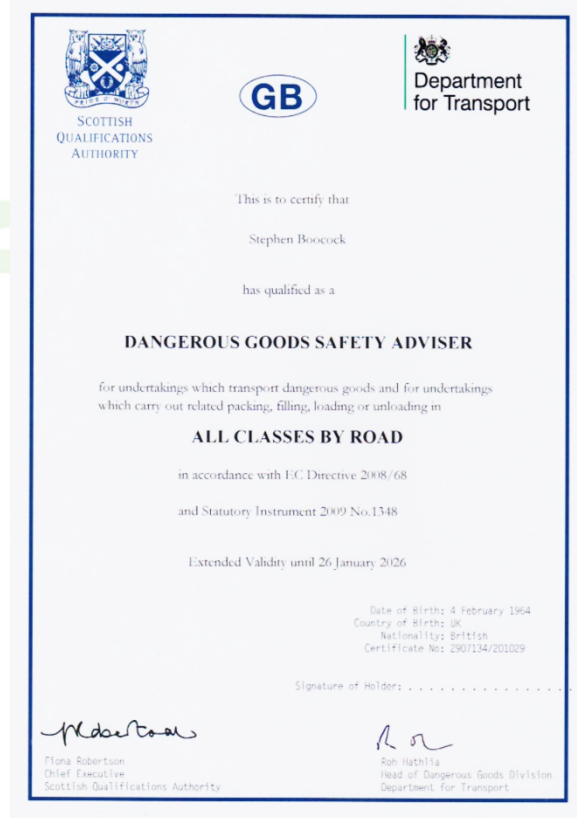 PRIDE O' WORTH
SCOTTISH
QUALIFICATIONS
AUTHORITY
GB
Department
for Transport
This is to certify that
Stephen Boocock
has qualified as a
DANGEROUS GOODS SAFETY ADVISER
for undertakings which transport dangerous goods and for undertakings
which carry out related packing, filling, loading or unloading in
ALL CLASSES BY ROAD
in accordance with EC Directive 2008/68
and Statutory Instrument 2009 No.1348
Extended Validity until 26 January 2026
Date of Birth: 4 February 1964
Country of Birth: UK
Nationality: British
Certificate No: 2907134/201029
Signature of Holder: . . . . . . . . . . . . . . . .
Fiona Robertson
Chief Executive
Scottish Qualifications Authority
Roh Hathlia
Head of Dangerous Goods Division
Department for Transport